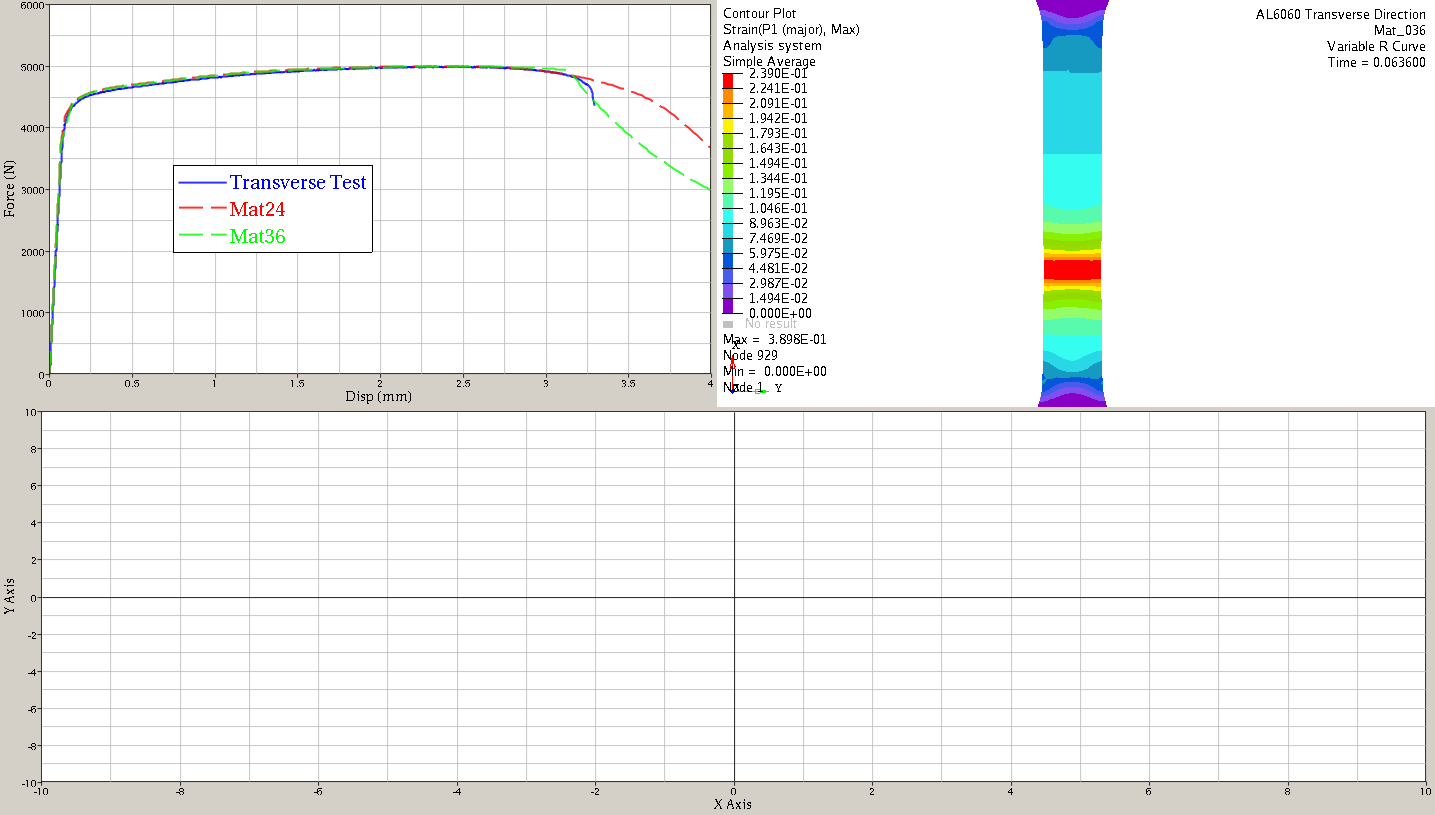 6000
5000
4000
3000
2000
1000
0
Force (N)
0 0.5 1 1.5 2 2.5 3 3.5 4
Disp (mm)
Transverse Test
Mat24
Mat36
Contour Plot
Strain(P1 (major), Max)
Analysis system
Simple Average
2.390E-01
2.241E-01
2.091E-01
1.942E-01
1.793E-01
1.643E-01
1.494E-01
1.344E-01
1.195E-01
1.046E-01
8.963E-02
7.469E-02
5.975E-02
4.481E-02
2.987E-02
1.494E-02
0.000E+00
No result
Max = 3.898E-01
X
Node 929
Min = 0.000E+00
Node 1
Y
AL6060 Transverse Direction
Mat_036
Variable R Curve
Time = 0.063600
10
8
6
4
2
0
-2
-4
-6
-8
-10
Y Axis
-10 -8 -6 -4 -2 0 2 4 6 8 10
X Axis